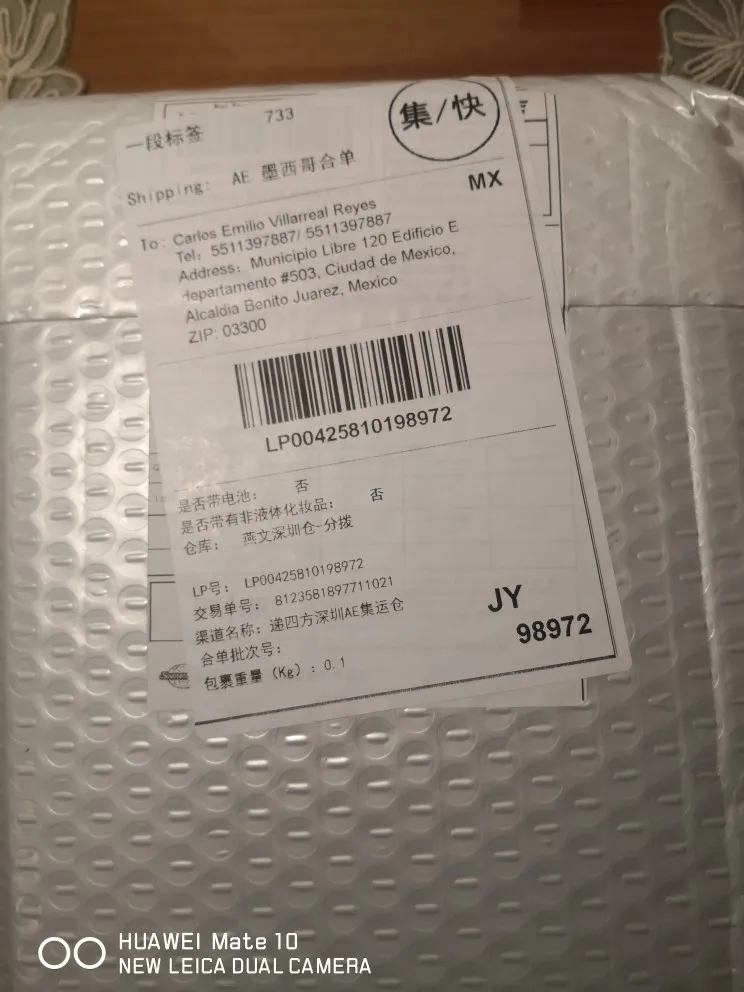 733
集/快
一段标签
Shipping: AE 墨西哥合单
MX
To: Carlos Emilio Villarreal Reyes
Tel: 5511397887/ 5511397887
Address: Municipio Libre 120 Edificio E
departamento #503, Ciudad de Mexico,
Alcaldia Benito Juarez, Mexico
ZIP: 03300
LP00425810198972
是否带电池: 否
是否带有非液体化妆品: 否
仓库: 燕文深圳仓-分拨
LP号: LP00425810198972
交易单号: 8123581897711021
渠道名称: 递四方深圳AE集运仓
合单批次号:
包裹重量 (Kg) : 0.1
JY
98972
HUAWEI Mate 10
NEW LEICA DUAL CAMERA